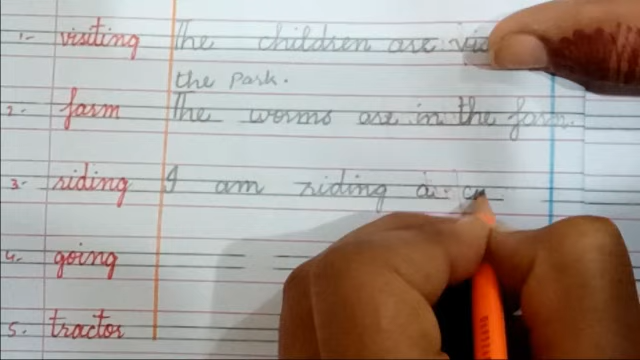 1- visiting The children are
the Park.
2- farm The worms are in the farm.
3- riding I am riding a
4- going
5- tractor